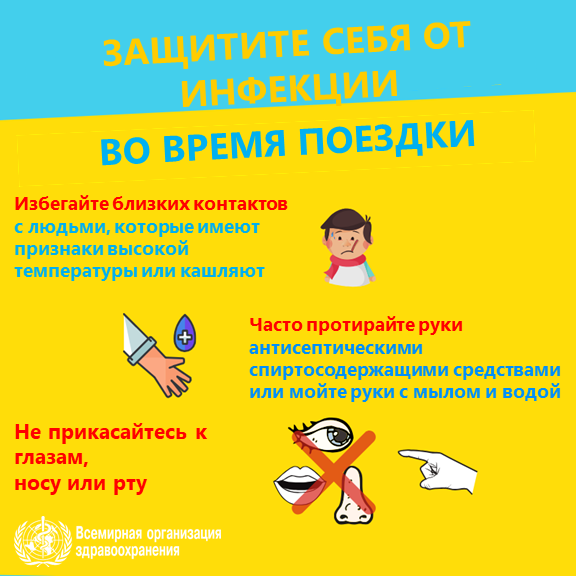 ЗАЩИТИТЕ СЕБЯ ОТ
ИНФЕКЦИИ
ВО ВРЕМЯ ПОЕЗДКИ
Избегайте близких контактов
с людьми, которые имеют
признаки высокой
температуры или кашляют
Часто протирайте руки
антисептическими
спиртосодержащими средствами
или мойте руки с мылом и водой
Не прикасайтесь к
глазам,
носу или рту
Всемирная организация
здравоохранения